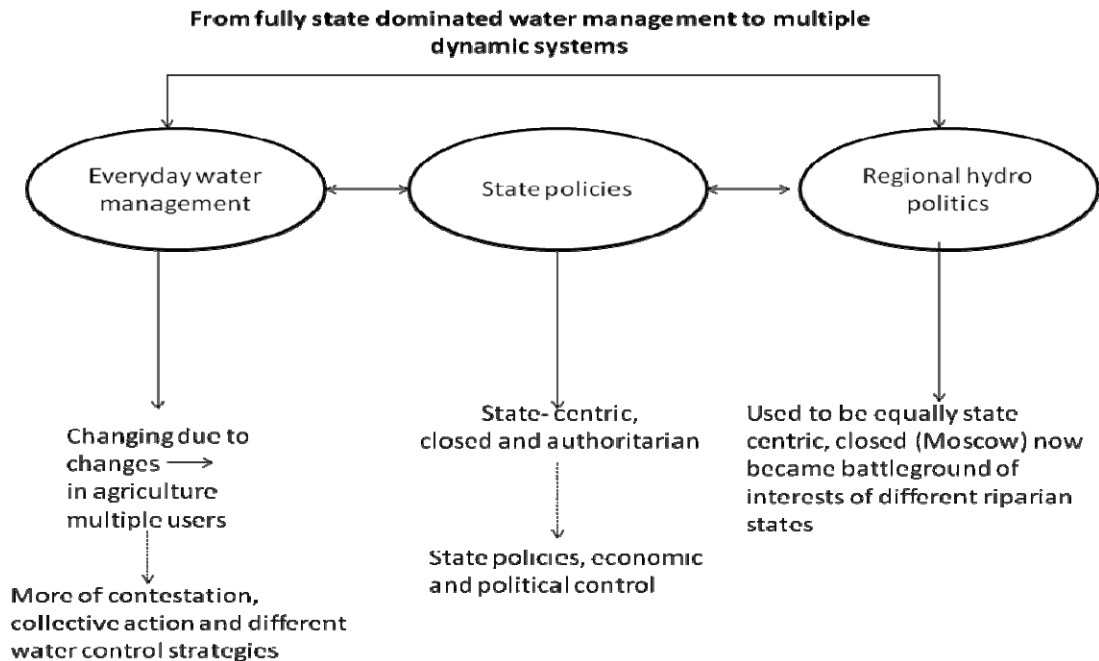 From fully state dominated water management to multiple
dynamic systems
Everyday water
management
State policies
Regional hydro
politics
Changing due to
changes
in agriculture
multiple users
More of contestation,
collective action and different
water control strategies
State- centric,
closed and authoritarian
State policies, economic
and political control
Used to be equally state
centric, closed (Moscow) now
became battleground of
interests of different riparian
states